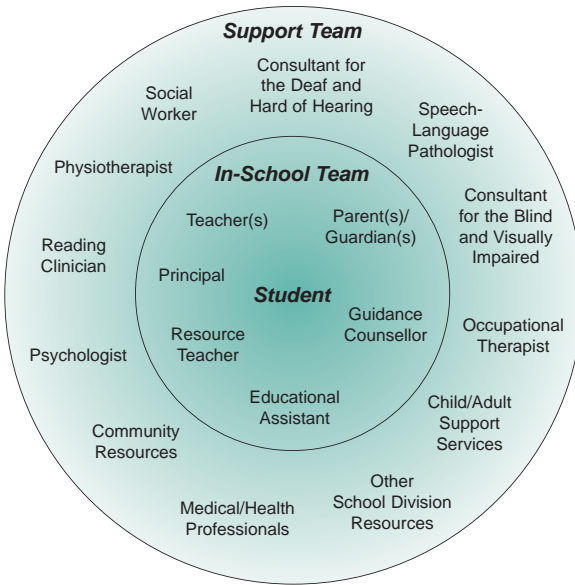 Support Team
Consultant for
the Deaf and
Hard of Hearing
Social
Worker
Speech-
Language
Pathologist
Physiotherapist
In-School Team
Teacher(s)
Parent(s)/
Guardian(s)
Consultant
for the Blind
and Visually
Impaired
Reading
Clinician
Principal
Student
Guidance
Counsellor
Resource
Teacher
Occupational
Therapist
Psychologist
Educational
Assistant
Child/Adult
Support
Services
Community
Resources
Other
School Division
Resources
Medical/Health
Professionals